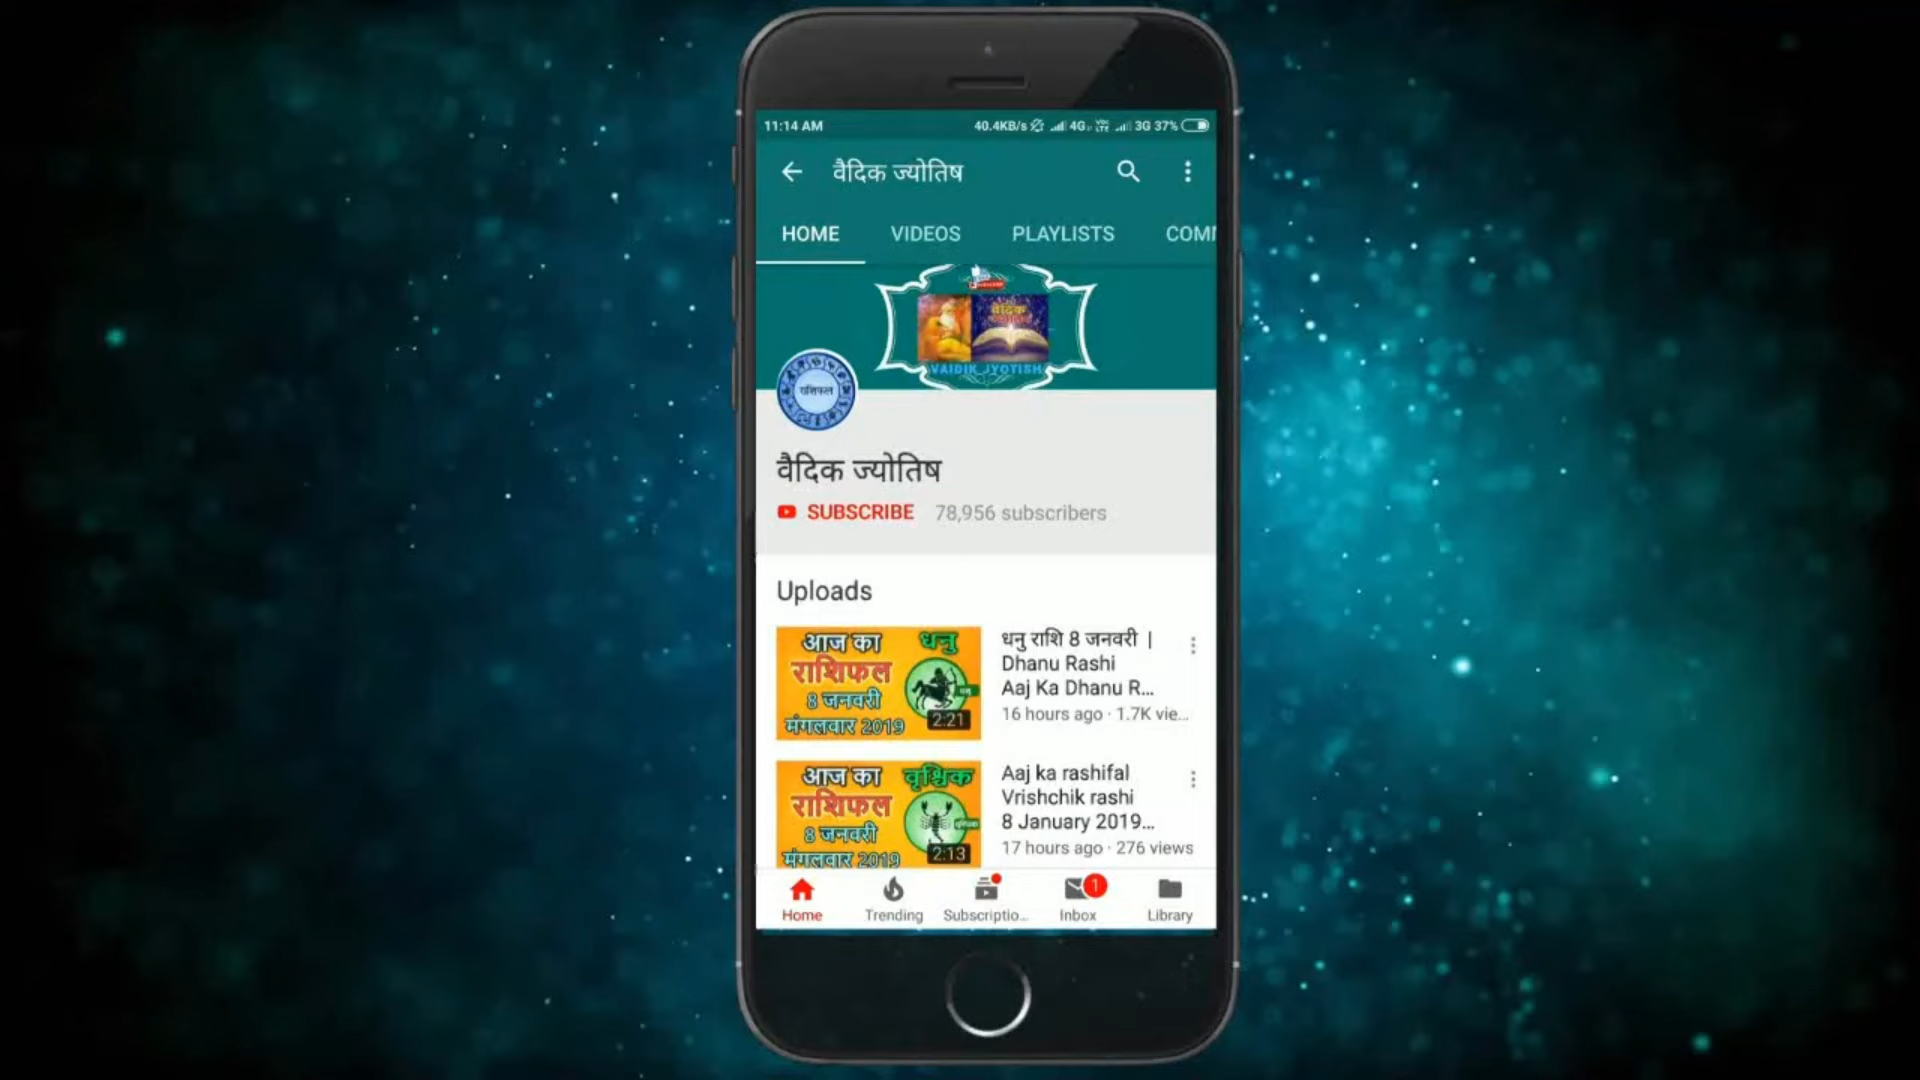 11:14 AM 40.4KB/s 4G VoLTE 3G 37%
वैदिक ज्योतिष
HOME VIDEOS PLAYLISTS COMM
वैदिक
VAIDIK JYOTISH
राशिफल
वैदिक ज्योतिष
SUBSCRIBE 78,956 subscribers
Uploads
आज का धनु
राशिफल
8 जनवरी
मंगलवार 2019
2:21
धनु राशि 8 जनवरी |
Dhanu Rashi
Aaj Ka Dhanu R...
16 hours ago · 1.7K vie...
आज का वृश्चिक
राशिफल
8 जनवरी
मंगलवार 2019
2:13
Aaj ka rashifal
Vrishchik rashi
8 January 2019...
17 hours ago · 276 views
1
Home Trending Subscriptio... Inbox Library